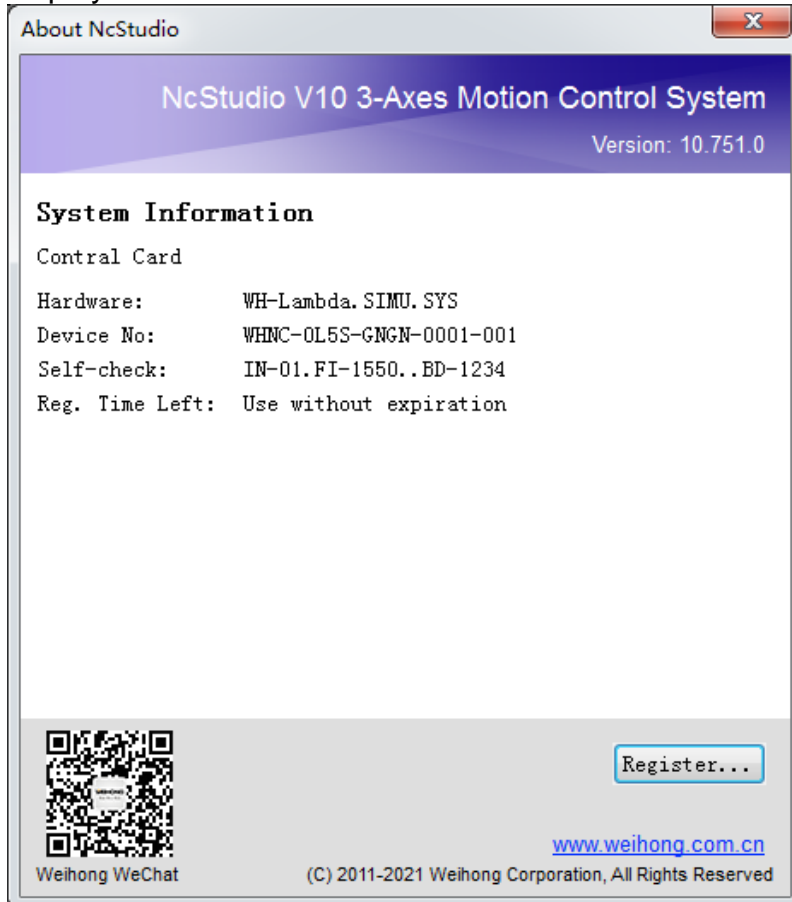 About NcStudio
NcStudio V10 3-Axes Motion Control System
Version: 10.751.0
System Information
Contral Card
Hardware: WH-Lambda.SIMU.SYS
Device No: WHNC-0L5S-GNGN-0001-001
Self-check: IN-01.FI-1550..BD-1234
Reg. Time Left: Use without expiration
WEIHONG
Register...
www.weihong.com.cn
Weihong WeChat
(C) 2011-2021 Weihong Corporation, All Rights Reserved